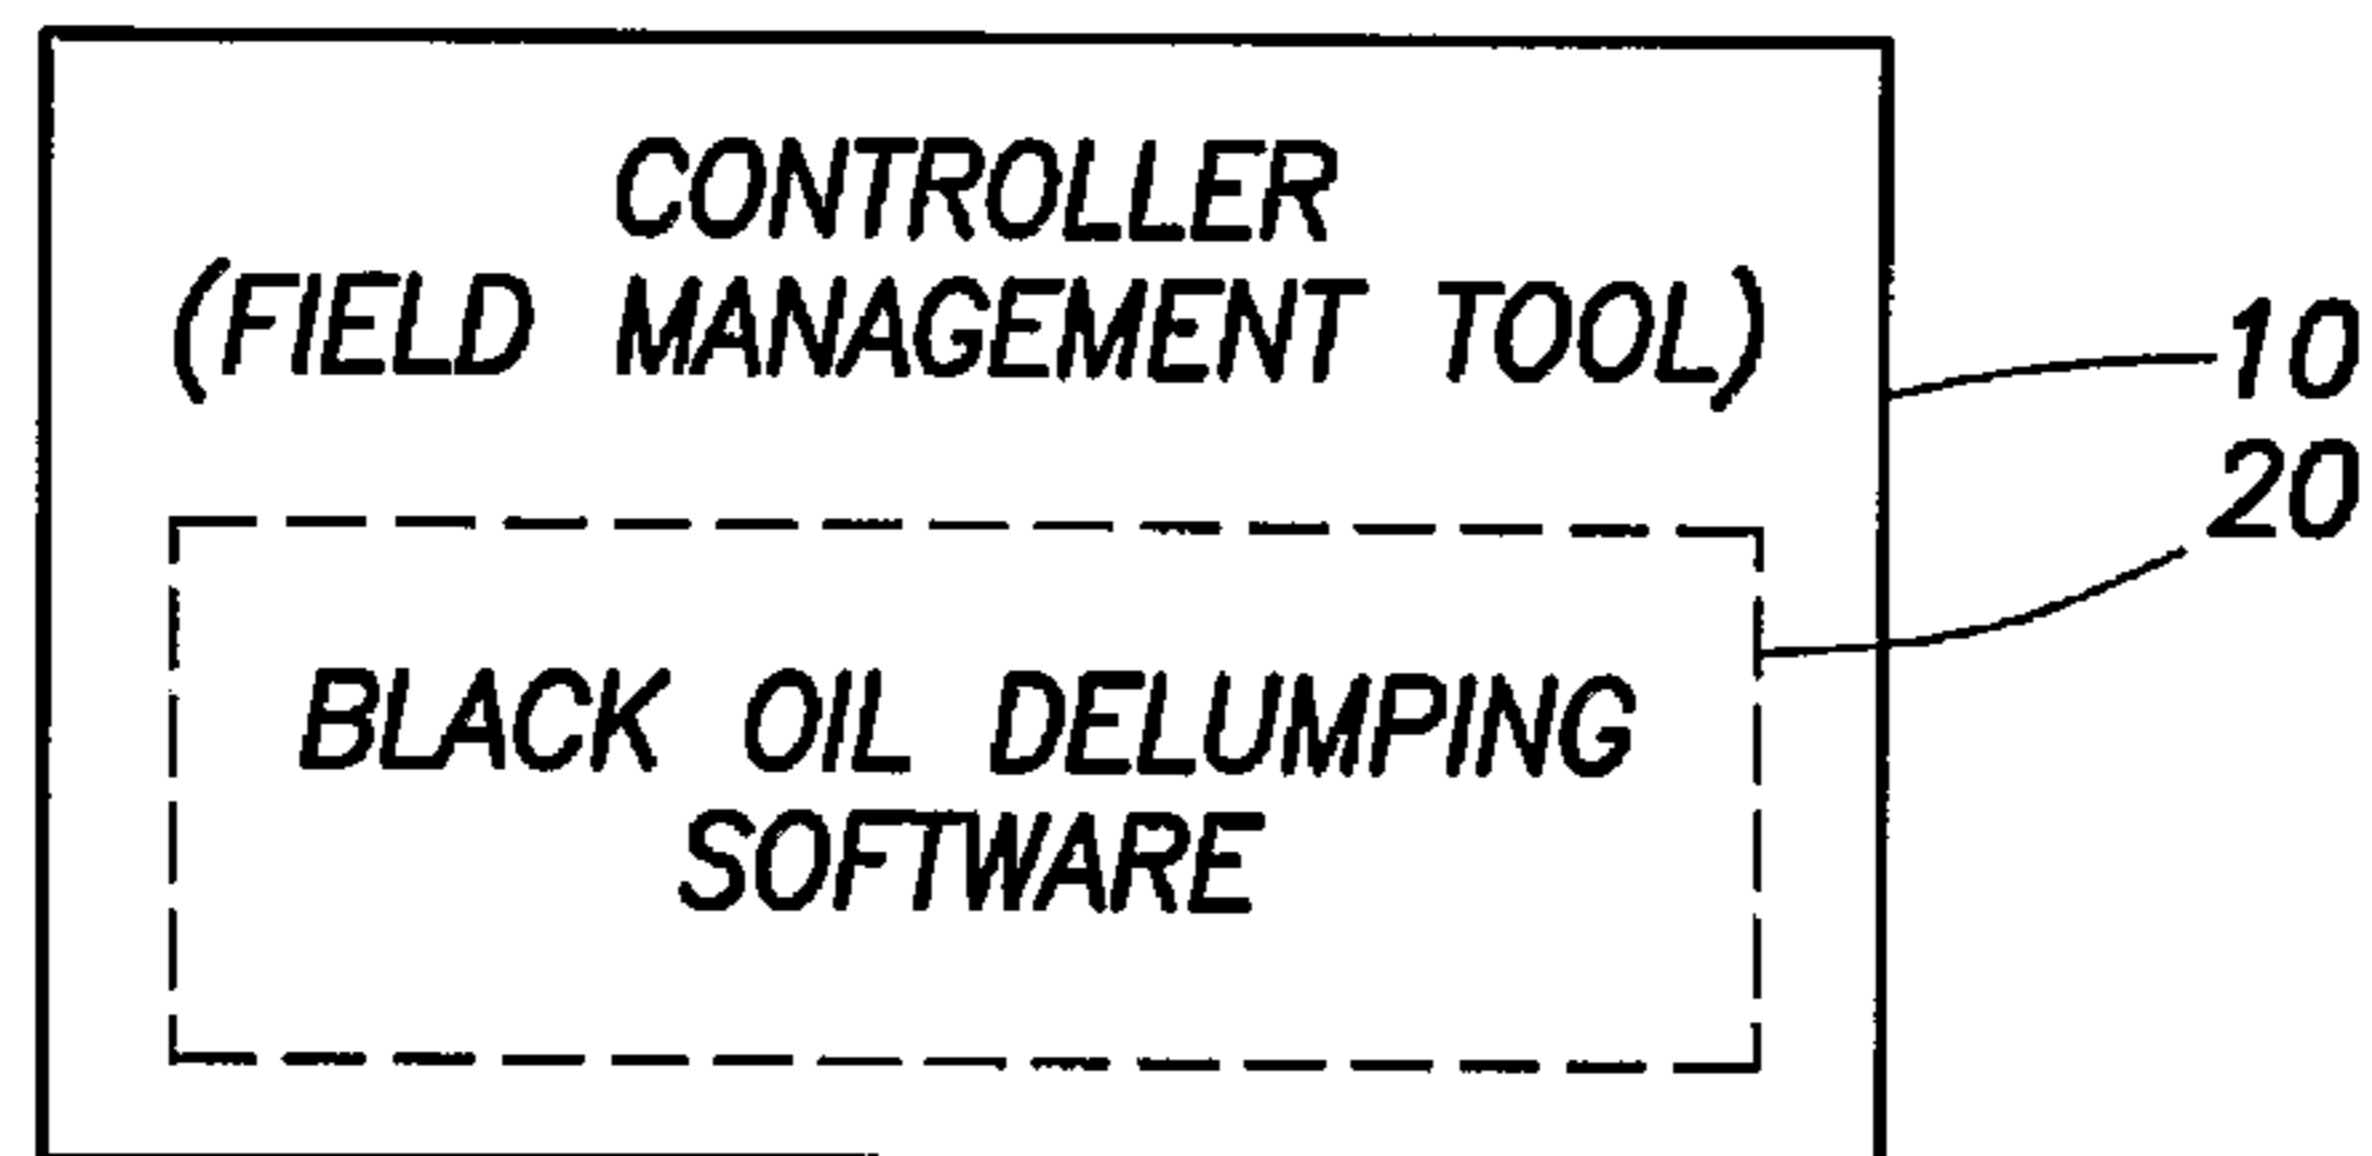 CONTROLLER
(FIELD MANAGEMENT TOOL)
10
20
BLACK OIL DELUMPING
SOFTWARE